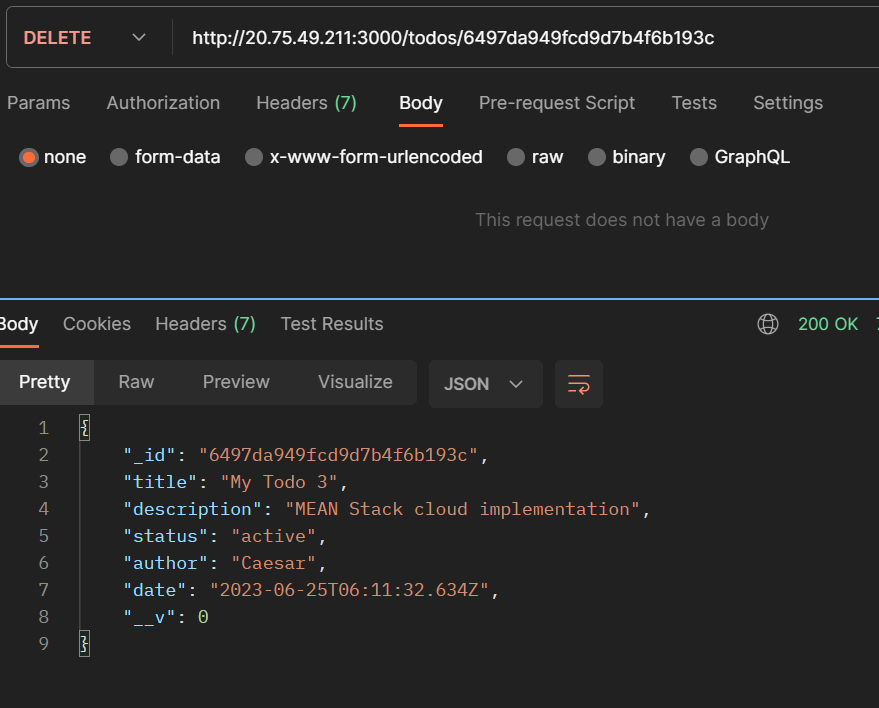 DELETE http://20.75.49.211:3000/todos/6497da949fcd9d7b4f6b193c
Params Authorization Headers (7) Body Pre-request Script Tests Settings
none form-data x-www-form-urlencoded raw binary GraphQL
This request does not have a body
Body Cookies Headers (7) Test Results 200 OK
Pretty Raw Preview Visualize JSON
1 {
2 "_id": "6497da949fcd9d7b4f6b193c",
3 "title": "My Todo 3",
4 "description": "MEAN Stack cloud implementation",
5 "status": "active",
6 "author": "Caesar",
7 "date": "2023-06-25T06:11:32.634Z",
8 "__v": 0
9 }